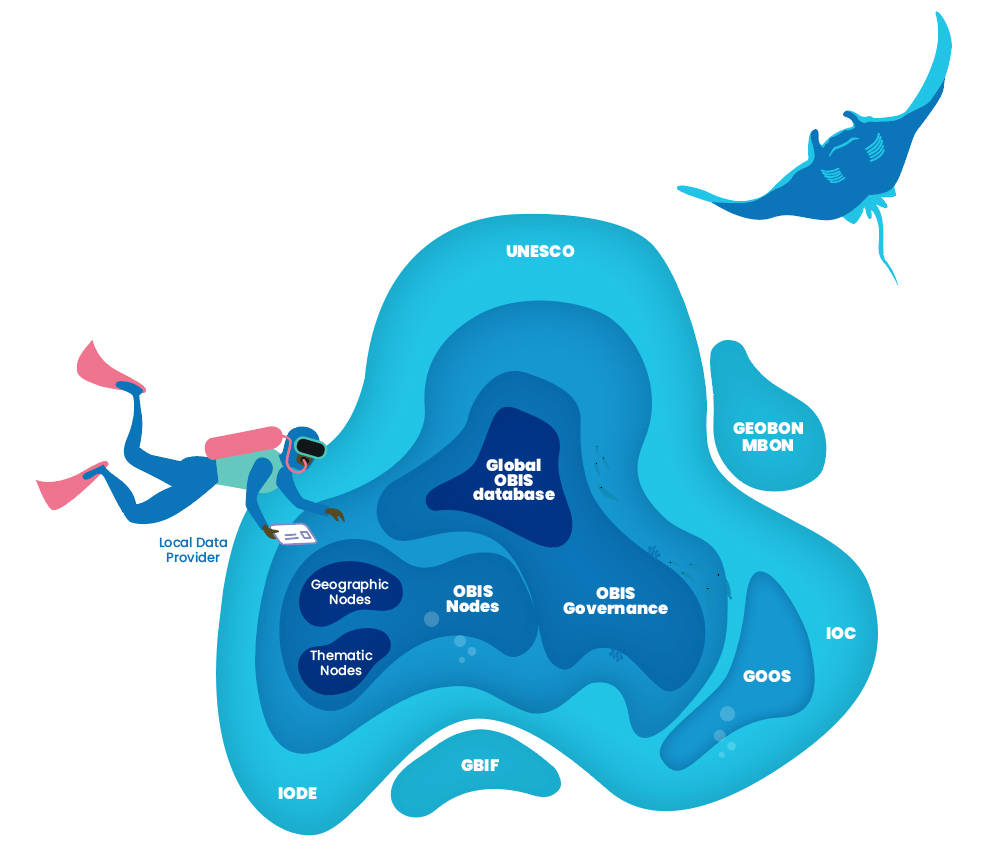 UNESCO
GEOBON
MBON
Global
OBIS
database
Local Data
Provider
Geographic
Nodes
OBIS
Nodes
OBIS
Governance
Thematic
Nodes
IOC
GOOS
GBIF
IODE